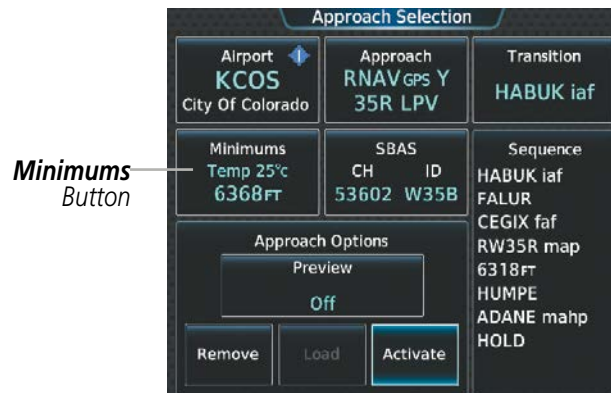 Approach Selection
Airport
KCOS
City Of Colorado
Approach
RNAV GPS Y
35R LPV
Transition
HABUK iaf
Minimums
Button
Minimums
Temp 25°C
6368FT
SBAS
CH ID
53602 W35B
Sequence
HABUK iaf
FALUR
CEGIX faf
RW35R map
6318FT
HUMPE
ADANE mahp
HOLD
Approach Options
Preview
Off
Remove
Load
Activate